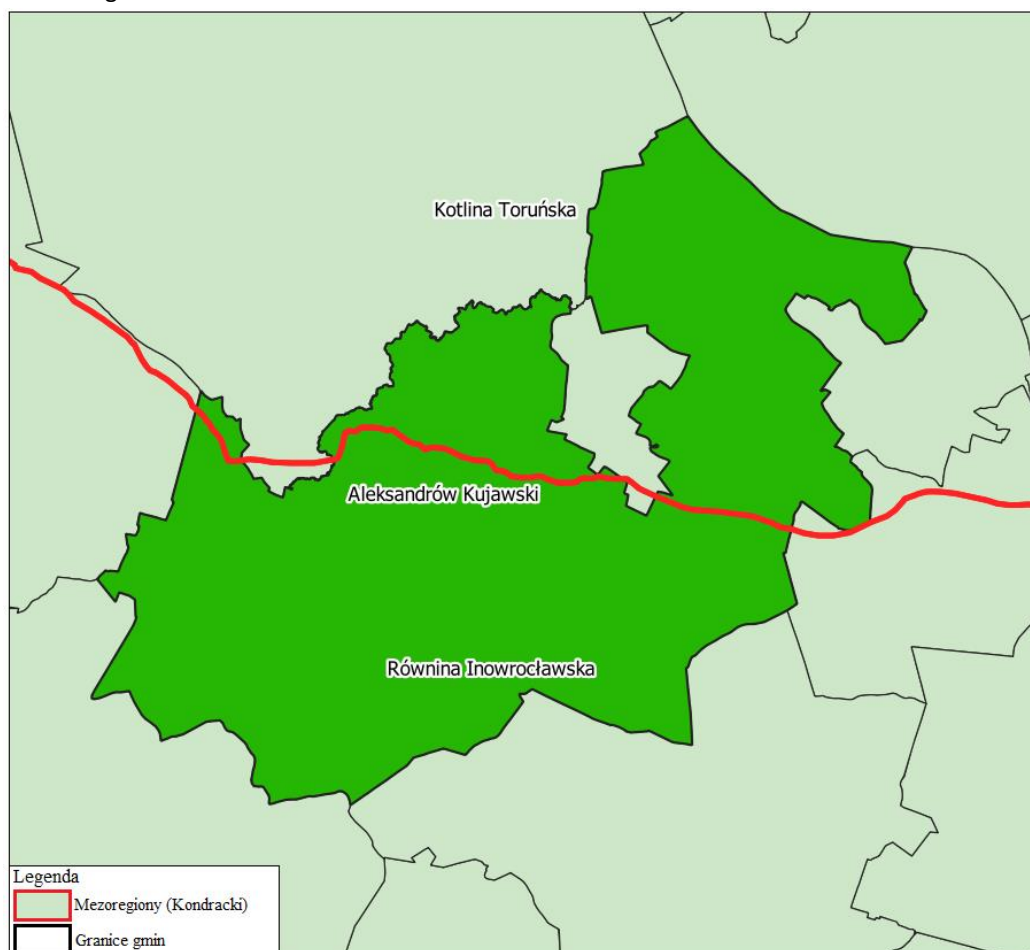 Kotlina Toruńska
Aleksandrów Kujawski
Równina Inowrocławska
Legenda
Mezoregiony (Kondracki)
Granice gmin